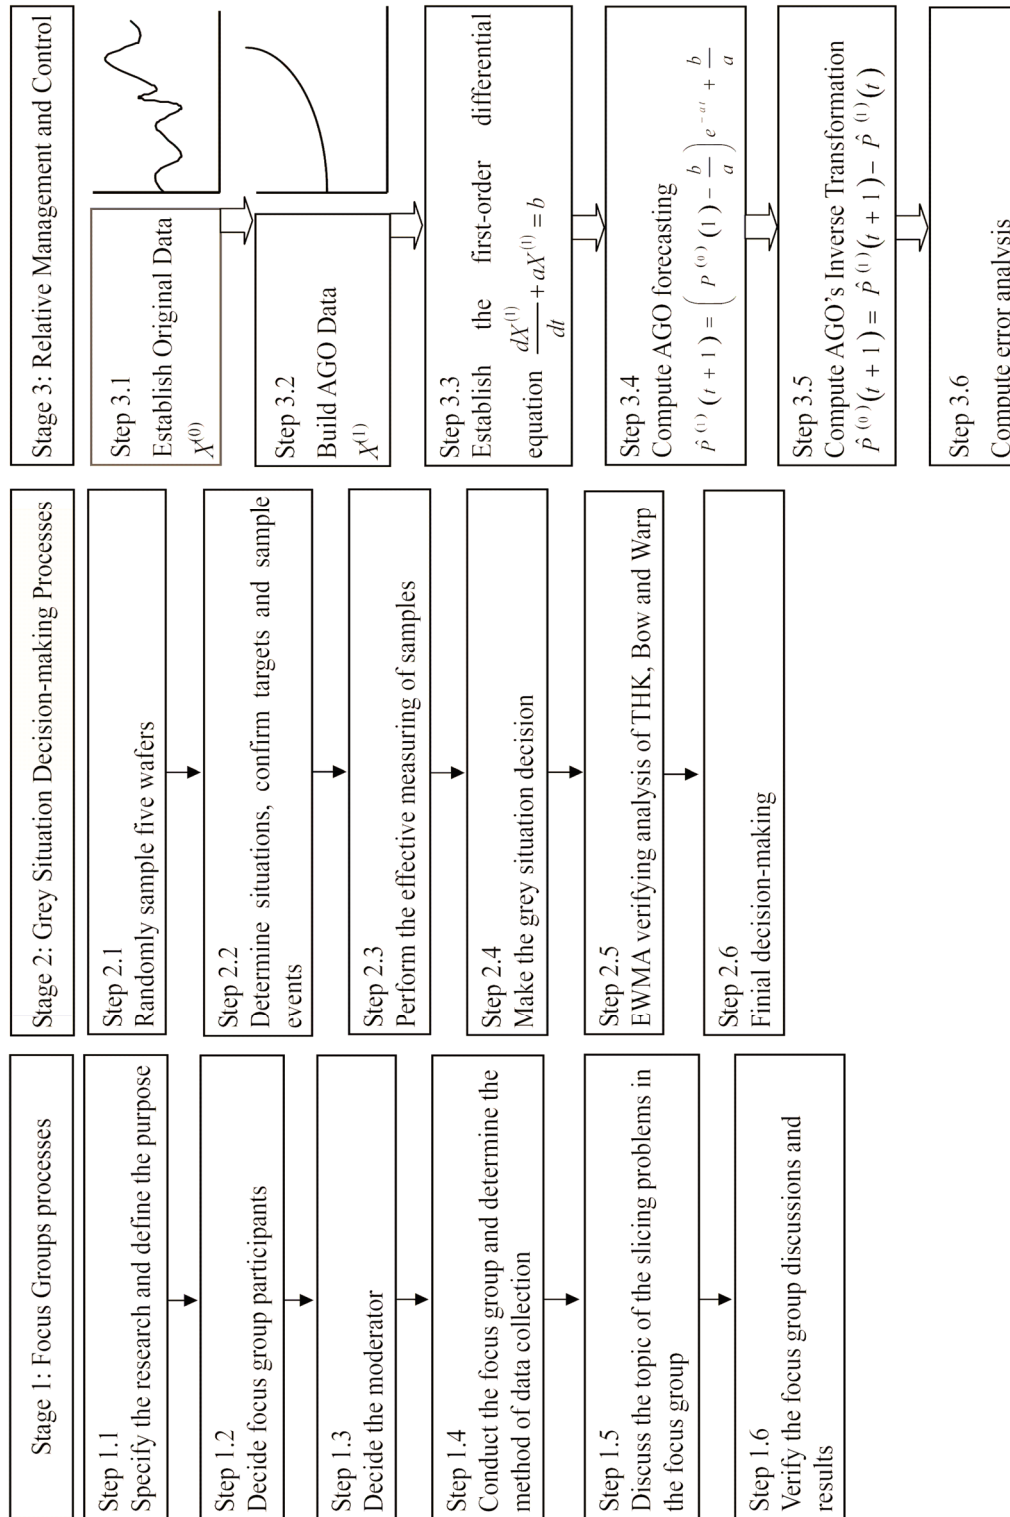 Stage 1: Focus Groups processes
Step 1.1
Specify the research and define the purpose
Step 1.2
Decide focus group participants
Step 1.3
Decide the moderator
Step 1.4
Conduct the focus group and determine the
method of data collection
Step 1.5
Discuss the topic of the slicing problems in
the focus group
Step 1.6
Verify the focus group discussions and
results
Stage 2: Grey Situation Decision-making Processes
Step 2.1
Randomly sample five wafers
Step 2.2
Determine situations, confirm targets and sample
events
Step 2.3
Perform the effective measuring of samples
Step 2.4
Make the grey situation decision
Step 2.5
EWMA verifying analysis of THK, Bow and Warp
Step 2.6
Finial decision-making
Stage 3: Relative Management and Control
Step 3.1
Establish Original Data
X^(0)
Step 3.2
Build AGO Data
X^(1)
Step 3.3
Establish the first-order differential
equation dX^(1)/dt + aX^(1) = b
Step 3.4
Compute AGO forecasting
P̂^(1)(t + 1) = (P^(0)(1) − b/a) e^−at + b/a
Step 3.5
Compute AGO's Inverse Transformation
P̂^(0)(t + 1) = P̂^(1)(t + 1) − P̂^(1)(t)
Step 3.6
Compute error analysis